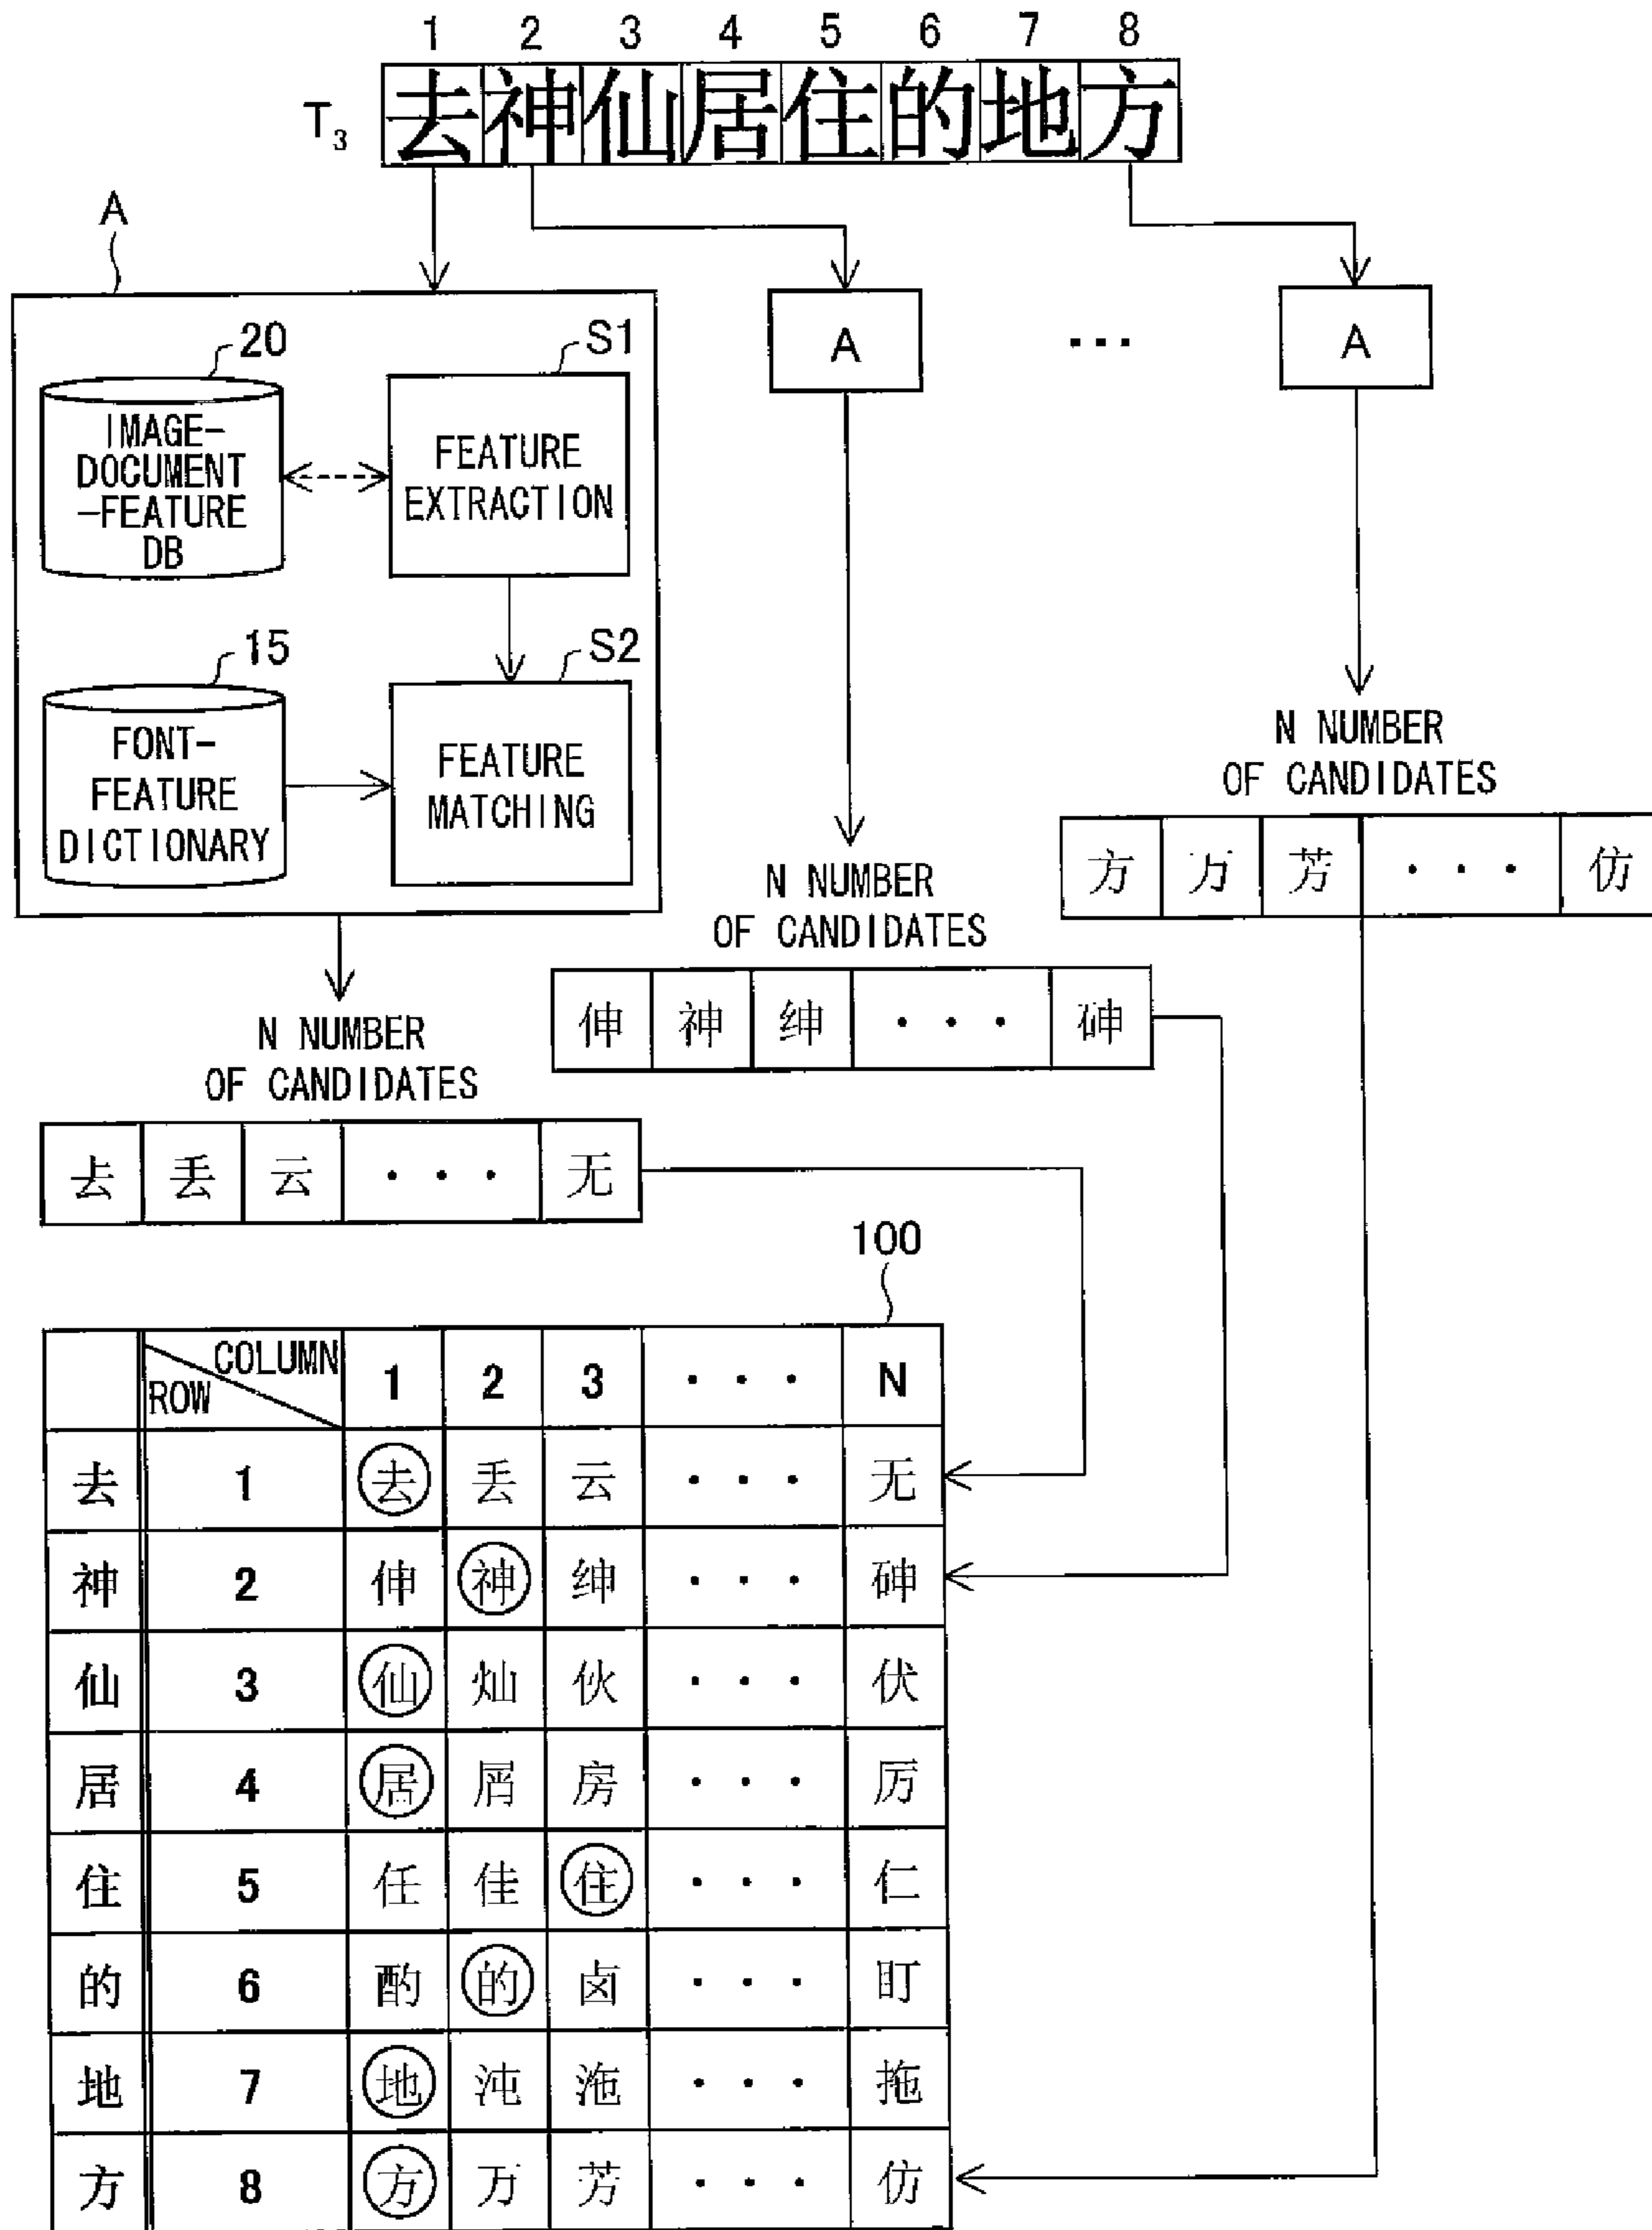 1 2 3 4 5 6 7 8
T3 去神仙居住的地方
A
20
IMAGE-
DOCUMENT
-FEATURE
DB
S1
FEATURE
EXTRACTION
15
FONT-
FEATURE
DICTIONARY
S2
FEATURE
MATCHING
A ··· A
N NUMBER
OF CANDIDATES
方 万 芳 ··· 仿
N NUMBER
OF CANDIDATES
伸 神 绅 ··· 砷
N NUMBER
OF CANDIDATES
去 丢 云 ··· 无
100
COLUMN
ROW 1 2 3 ··· N
去 1 去 丢 云 ··· 无
神 2 伸 神 绅 ··· 砷
仙 3 仙 灿 伙 ··· 伏
居 4 居 屑 房 ··· 厉
住 5 任 佳 住 ··· 仁
的 6 酌 的 卤 ··· 盯
地 7 地 沌 沲 ··· 拖
方 8 方 万 芳 ··· 仿